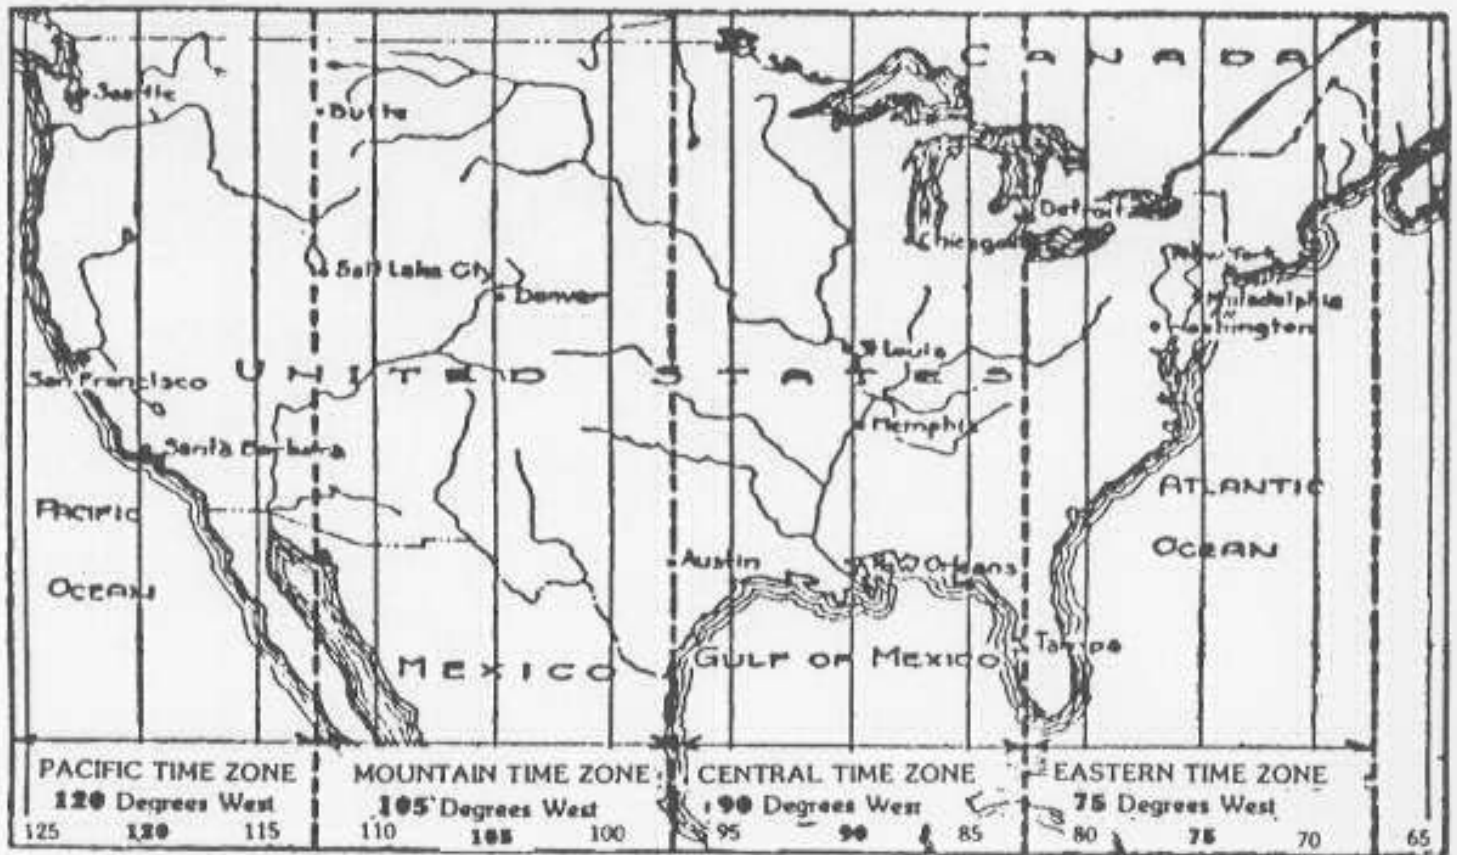 CANADA
Seattle
Butte
Detroit
Chicago
New York
Salt Lake City
Denver
Philadelphia
Washington
St Louis
San Francisco
UNITED STATES
Memphis
Santa Barbara
PACIFIC
OCEAN
ATLANTIC
OCEAN
Austin
New Orleans
Tampa
MEXICO
GULF OF MEXICO
PACIFIC TIME ZONE
120 Degrees West
MOUNTAIN TIME ZONE
105 Degrees West
CENTRAL TIME ZONE
90 Degrees West
EASTERN TIME ZONE
75 Degrees West
125 120 115 110 105 100 95 90 85 80 75 70 65